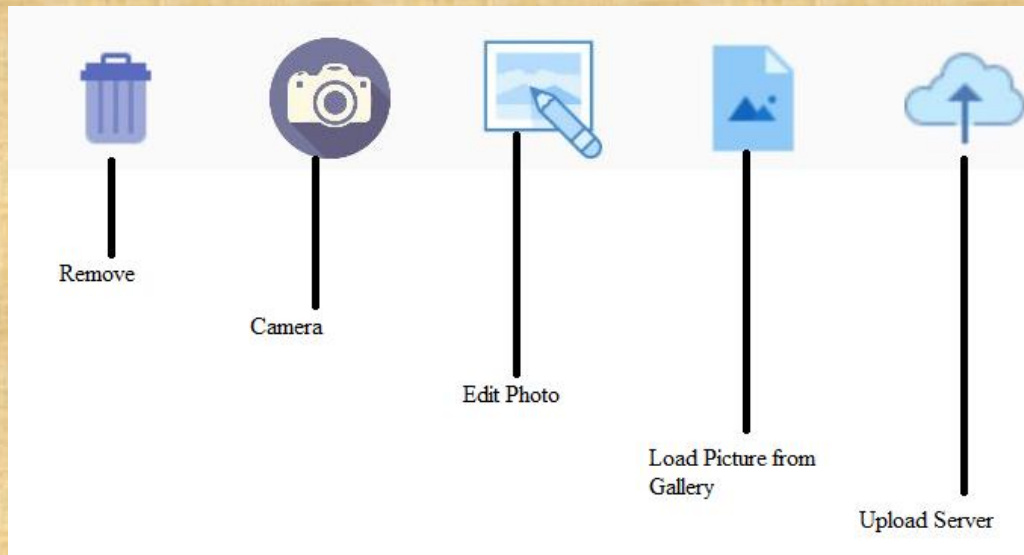 Remove
Camera
Edit Photo
Load Picture from
Gallery
Upload Server